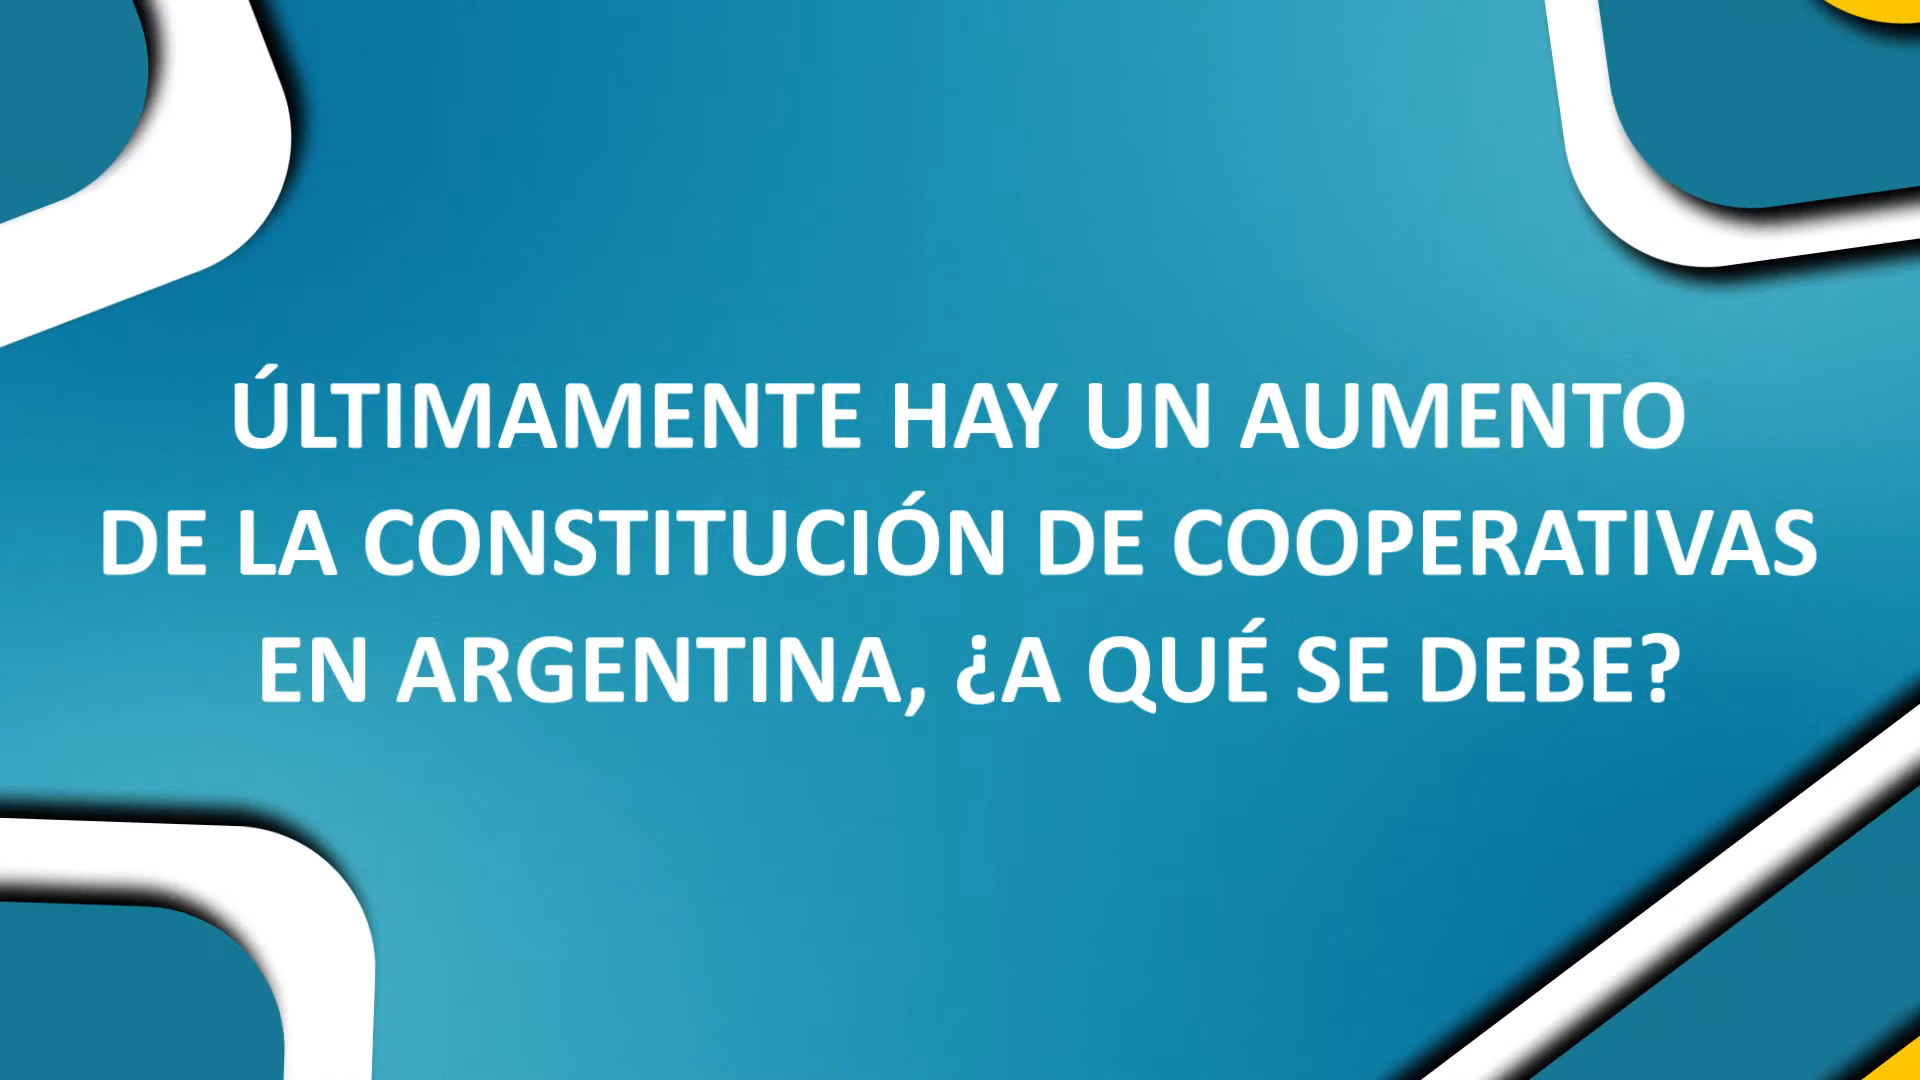 ÚLTIMAMENTE HAY UN AUMENTO
DE LA CONSTITUCIÓN DE COOPERATIVAS
EN ARGENTINA, ¿A QUÉ SE DEBE?